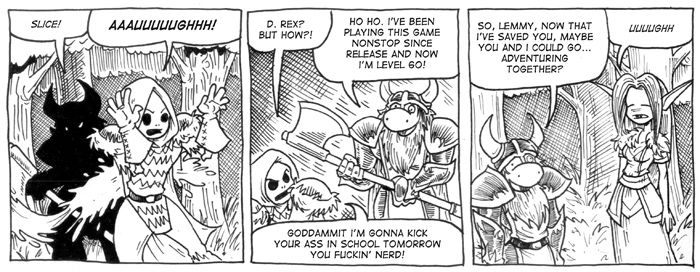 SLICE!
AAAUUUUUGHHH!
D. REX?
BUT HOW?!
HO HO. I'VE BEEN
PLAYING THIS GAME
NONSTOP SINCE
RELEASE AND NOW
I'M LEVEL 60!
GODDAMMIT I'M GONNA KICK
YOUR ASS IN SCHOOL TOMORROW
YOU FUCKIN' NERD!
SO, LEMMY, NOW THAT
I'VE SAVED YOU, MAYBE
YOU AND I COULD GO...
ADVENTURING
TOGETHER?
UUUUGHH